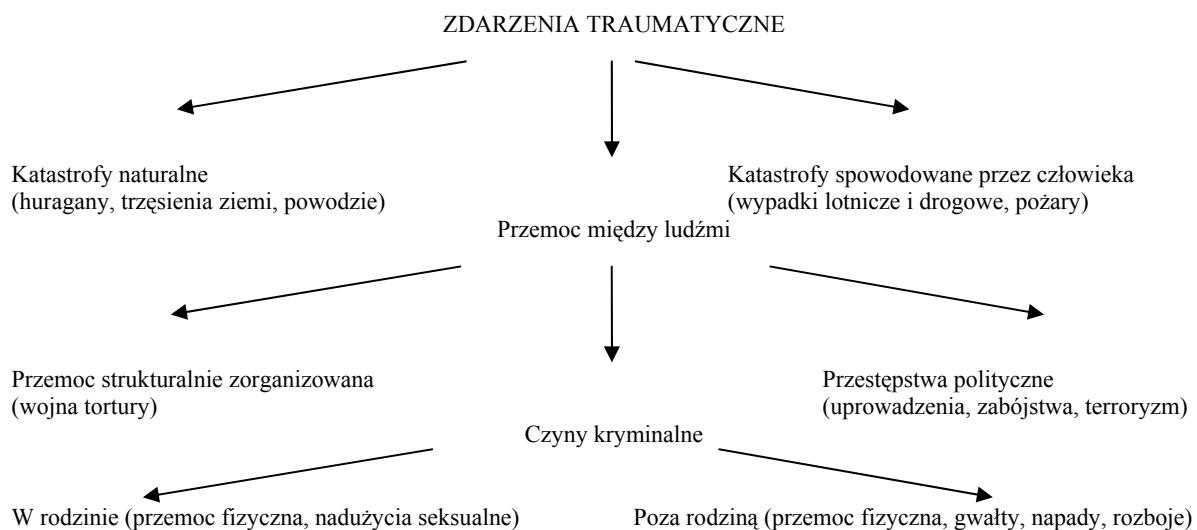 ZDARZENIA TRAUMATYCZNE
Katastrofy naturalne
(huragany, trzęsienia ziemi, powodzie)
Katastrofy spowodowane przez człowieka
(wypadki lotnicze i drogowe, pożary)
Przemoc między ludźmi
Przemoc strukturalnie zorganizowana
(wojna tortury)
Przestępstwa polityczne
(uprowadzenia, zabójstwa, terroryzm)
Czyny kryminalne
W rodzinie (przemoc fizyczna, nadużycia seksualne)
Poza rodziną (przemoc fizyczna, gwałty, napady, rozboje)